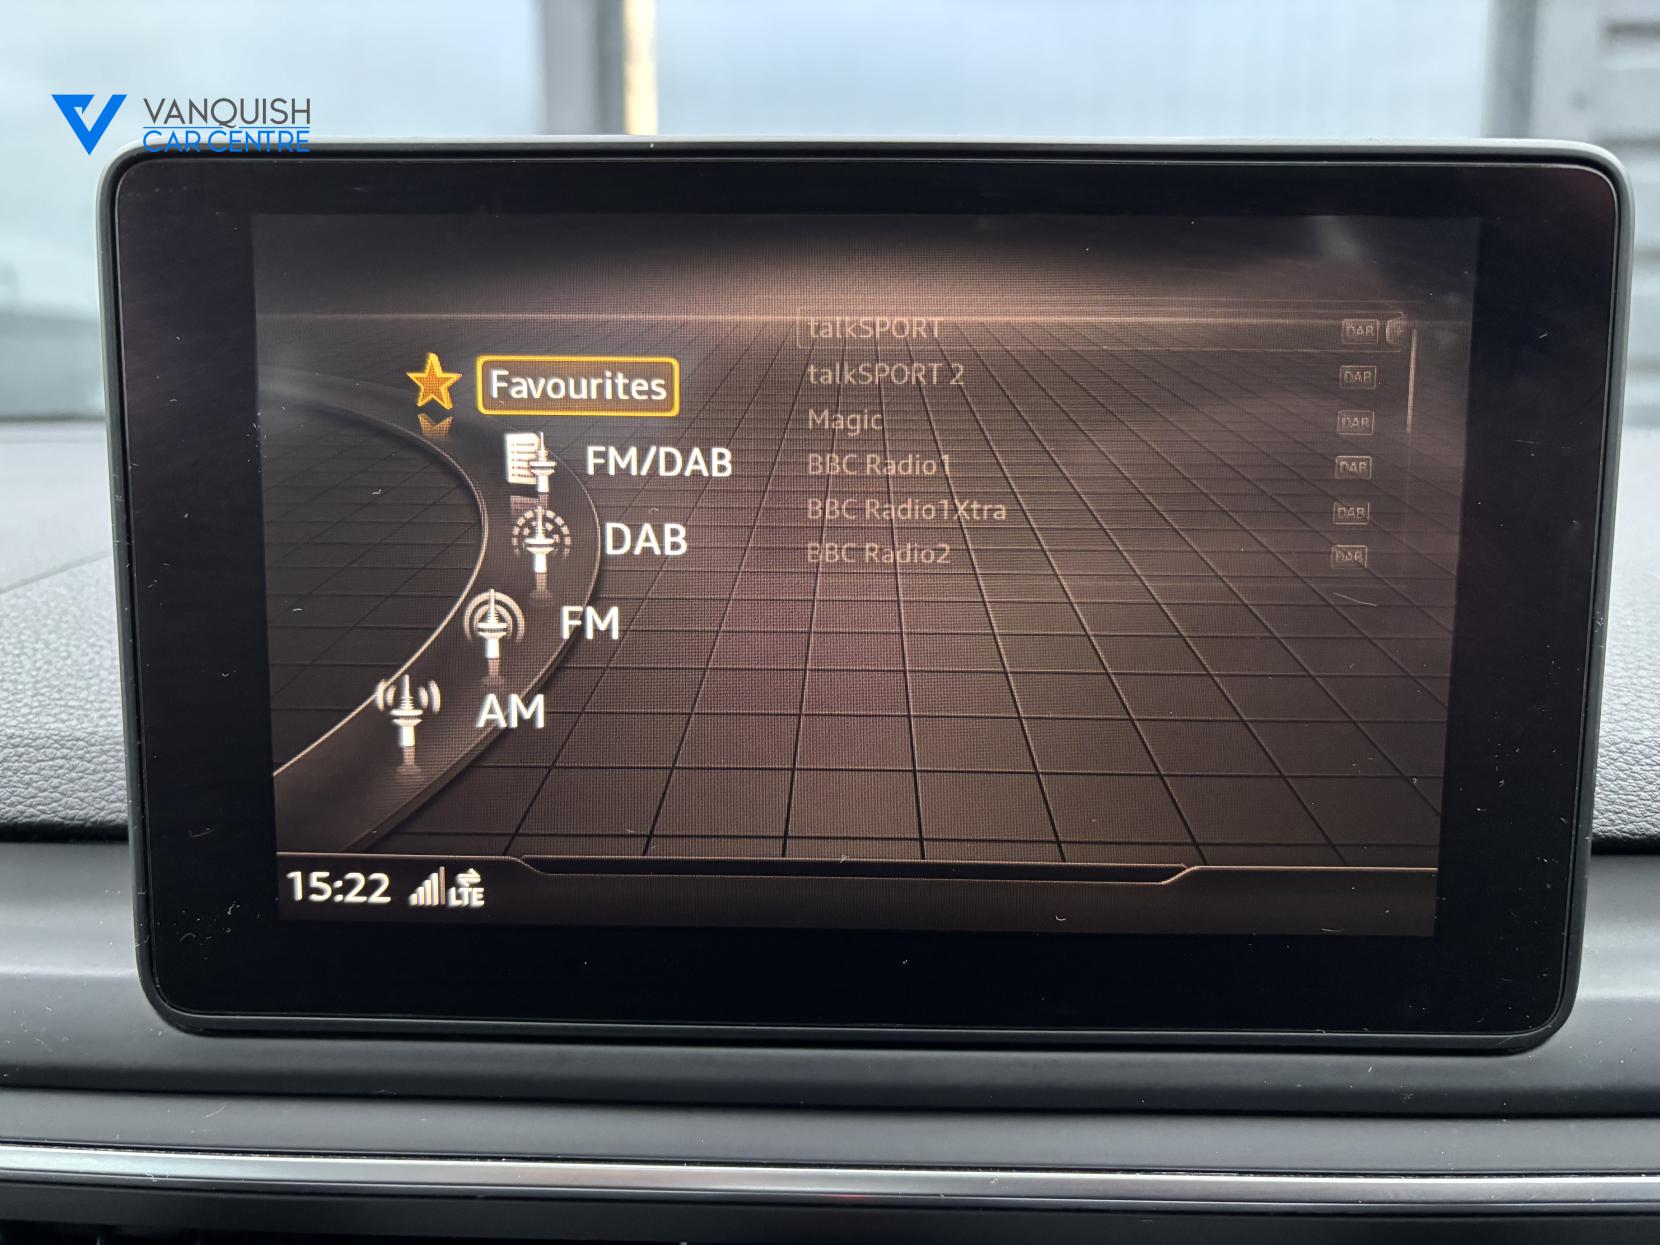 VANQUISH
CAR CENTRE
Favourites
FM/DAB
DAB
FM
AM
talkSPORT DAB
talkSPORT 2 DAB
Magic DAB
BBC Radio1 DAB
BBC Radio1Xtra DAB
BBC Radio2 DAB
15:22 LTE